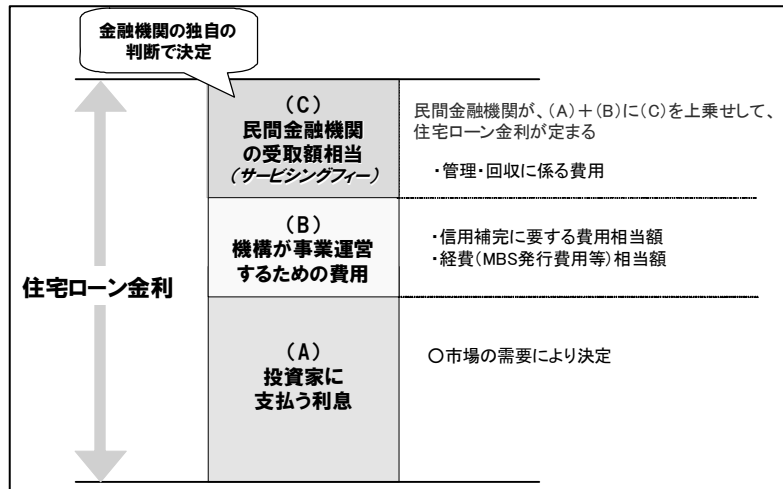 金融機関の独自の
判断で決定
(C)
民間金融機関
の受取額相当
(サービシングフィー)
民間金融機関が、(A)+(B)に(C)を上乗せして、
住宅ローン金利が定まる
・管理・回収に係る費用
(B)
機構が事業運営
するための費用
・信用補完に要する費用相当額
・経費(MBS発行費用等)相当額
住宅ローン金利
(A)
投資家に
支払う利息
○市場の需要により決定